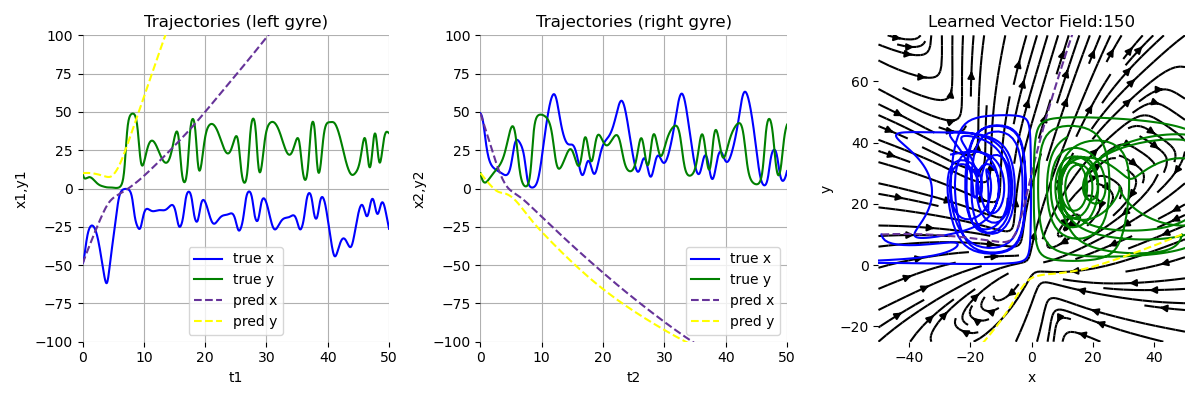 Trajectories (left gyre)
100
75
50
25
0
−25
−50
−75
−100
0 10 20 30 40 50
t1
x1,y1
true x
true y
pred x
pred y
Trajectories (right gyre)
100
75
50
25
0
−25
−50
−75
−100
0 10 20 30 40 50
t2
x2,y2
true x
true y
pred x
pred y
Learned Vector Field:150
60
40
20
0
−20
−40 −20 0 20 40
x
y